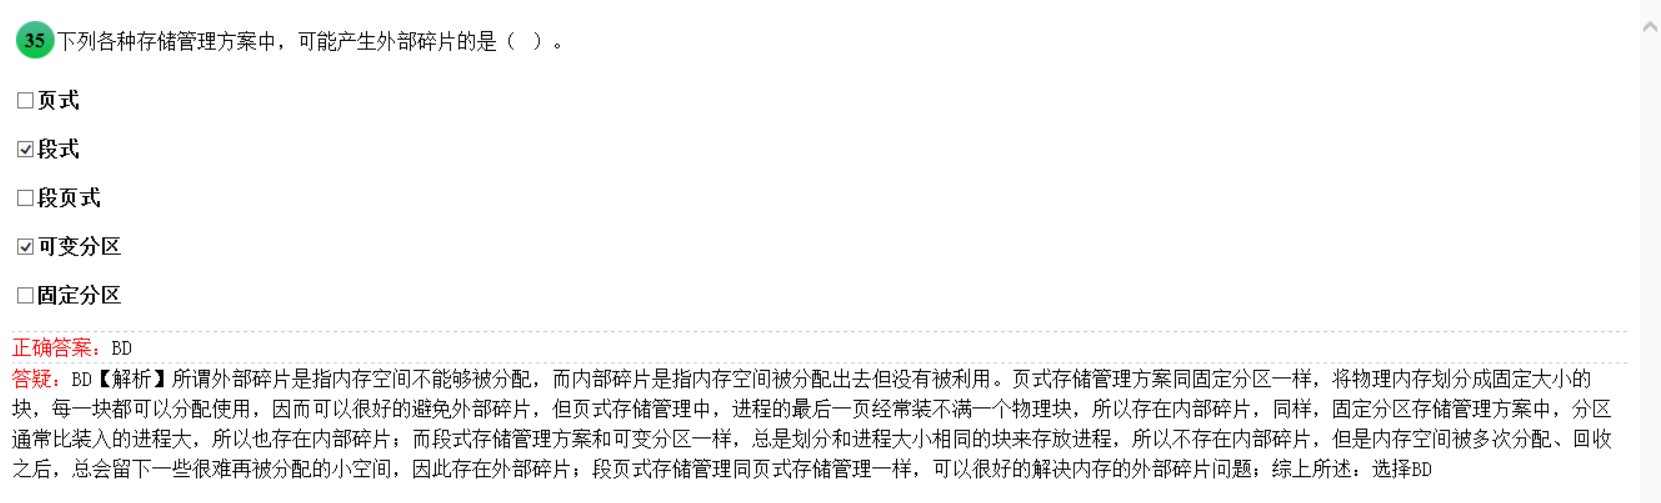 35 下列各种存储管理方案中，可能产生外部碎片的是（ ）。
页式
段式
段页式
可变分区
固定分区
正确答案：BD
答疑：BD【解析】所谓外部碎片是指内存空间不能够被分配，而内部碎片是指内存空间被分配出去但没有被利用。页式存储管理方案同固定分区一样，将物理内存划分成固定大小的
块，每一块都可以分配使用，因而可以很好的避免外部碎片，但页式存储管理中，进程的最后一页经常装不满一个物理块，所以存在内部碎片，同样，固定分区存储管理方案中，分区
通常比装入的进程大，所以也存在内部碎片；而段式存储管理方案和可变分区一样，总是划分和进程大小相同的块来存放进程，所以不存在内部碎片，但是内存空间被多次分配、回收
之后，总会留下一些很难再被分配的小空间，因此存在外部碎片；段页式存储管理同页式存储管理一样，可以很好的解决内存的外部碎片问题；综上所述：选择BD